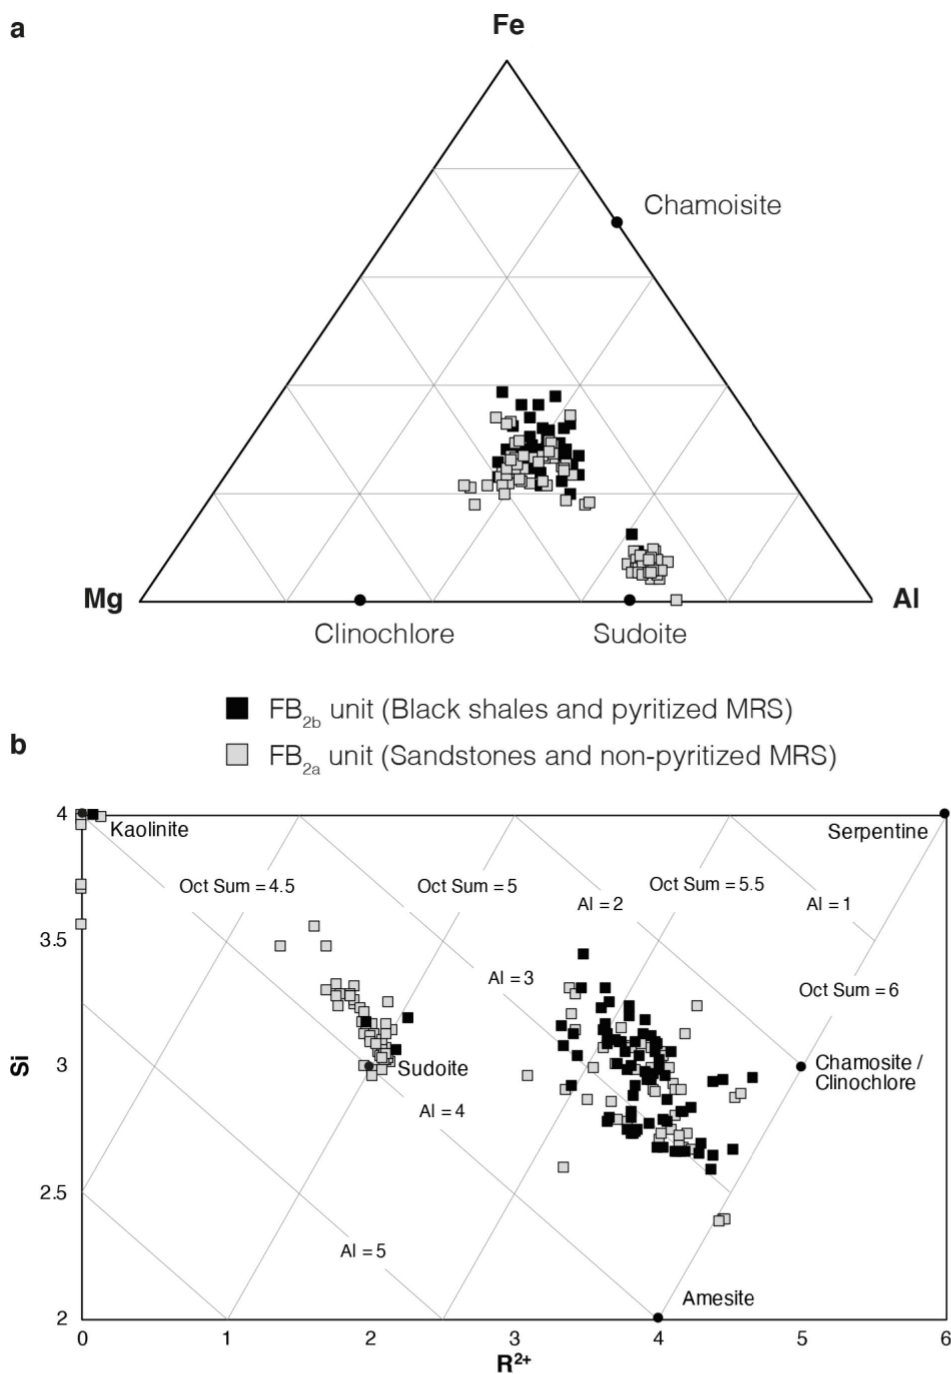 a
Fe
Chamoisite
Mg
Al
Clinochlore
Sudoite
FB2b unit (Black shales and pyritized MRS)
b
FB2a unit (Sandstones and non-pyritized MRS)
4
Kaolinite
Serpentine
Oct Sum = 4.5
Oct Sum = 5
Oct Sum = 5.5
Al = 2
Al = 1
3.5
Al = 3
Oct Sum = 6
Si
3
Sudoite
Chamosite /
Clinochlore
Al = 4
2.5
Al = 5
Amesite
2
0 1 2 3 4 5 6
R2+